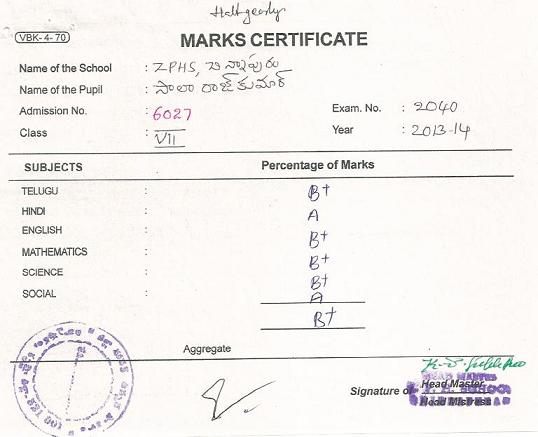 Half yearly
VBK- 4- 70
MARKS CERTIFICATE
Name of the School : ZPHS, చిన్నాపురం
Name of the Pupil : సాలా రాజ్‌కుమార్
Admission No. : 6027 Exam. No. : 2040
Class : VII Year : 2013-14
SUBJECTS Percentage of Marks
TELUGU : B+
HINDI : A
ENGLISH : B+
MATHEMATICS : B+
SCIENCE : B+
SOCIAL : A
B+
Aggregate
Signature of Head Master
Head Mistress